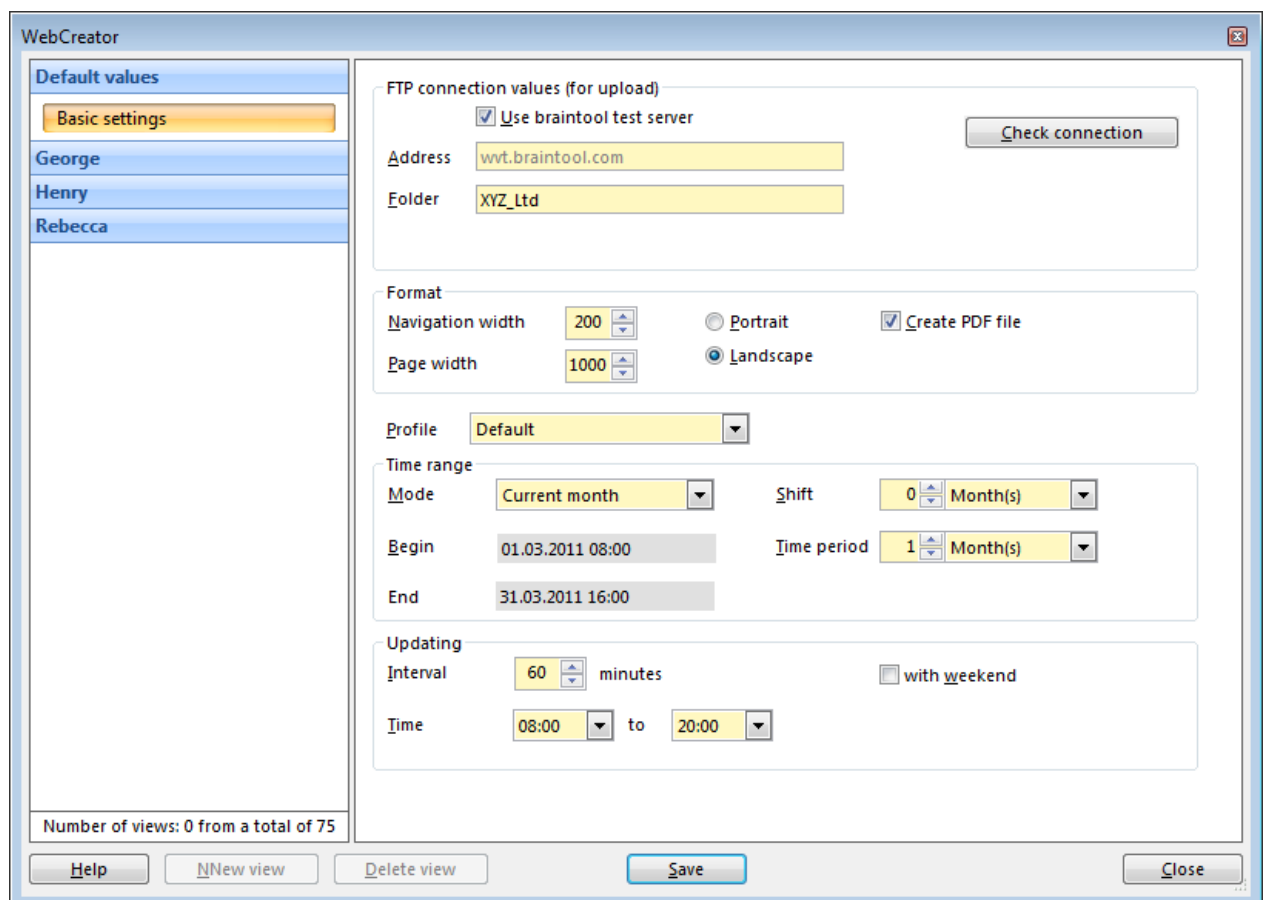 WebCreator
Default values
Basic settings
George
Henry
Rebecca
Number of views: 0 from a total of 75
FTP connection values (for upload)
Use braintool test server
Check connection
Address wvt.braintool.com
Folder XYZ_Ltd
Format
Navigation width 200 Portrait Create PDF file
Page width 1000 Landscape
Profile Default
Time range
Mode Current month Shift 0 Month(s)
Begin 01.03.2011 08:00 Time period 1 Month(s)
End 31.03.2011 16:00
Updating
Interval 60 minutes with weekend
Time 08:00 to 20:00
Help NNew view Delete view Save Close